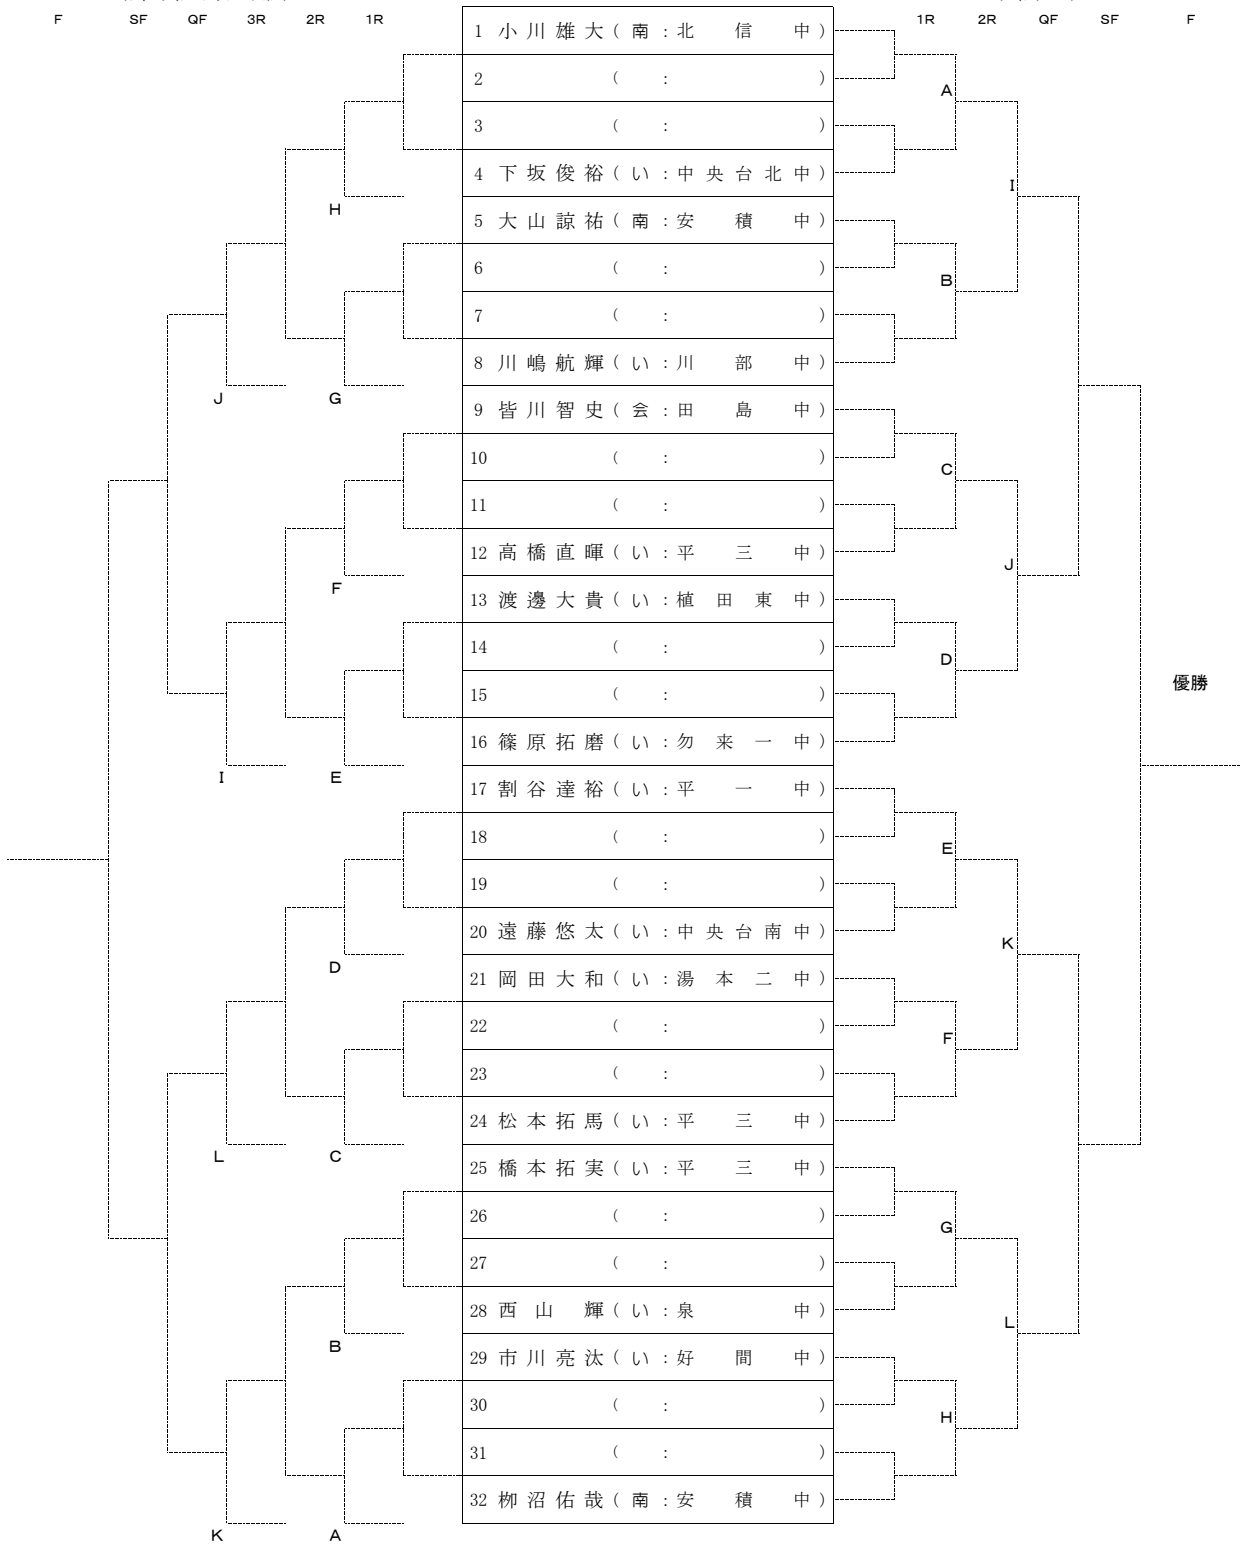 F SF QF 3R 2R 1R 1R 2R QF SF F
1 小川雄大(南:北信中)
2 ( : )
A
3 ( : )
4 下坂俊裕(い:中央台北中)
I
H
5 大山諒祐(南:安積中)
6 ( : )
B
7 ( : )
8 川嶋航輝(い:川部中)
J G
9 皆川智史(会:田島中)
10 ( : )
C
11 ( : )
12 高橋直暉(い:平三中)
J
F
13 渡邊大貴(い:植田東中)
14 ( : )
D
優勝
15 ( : )
16 篠原拓磨(い:勿来一中)
I E
17 割谷達裕(い:平一中)
18 ( : )
E
19 ( : )
20 遠藤悠太(い:中央台南中)
K
D
21 岡田大和(い:湯本二中)
22 ( : )
F
23 ( : )
24 松本拓馬(い:平三中)
L C
25 橋本拓実(い:平三中)
26 ( : )
G
27 ( : )
28 西山輝(い:泉中)
L
B
29 市川亮汰(い:好間中)
30 ( : )
H
31 ( : )
32 栁沼佑哉(南:安積中)
K A